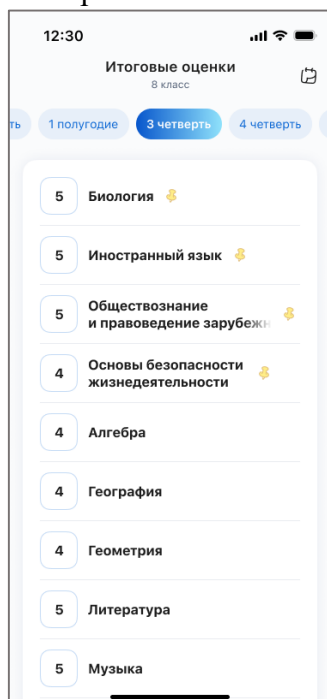 12:30
Итоговые оценки
8 класс
ть 1 полугодие 3 четверть 4 четверть
5 Биология
5 Иностранный язык
5 Обществознание
и правоведение зарубежн
4 Основы безопасности
жизнедеятельности
4 Алгебра
4 География
4 Геометрия
5 Литература
5 Музыка